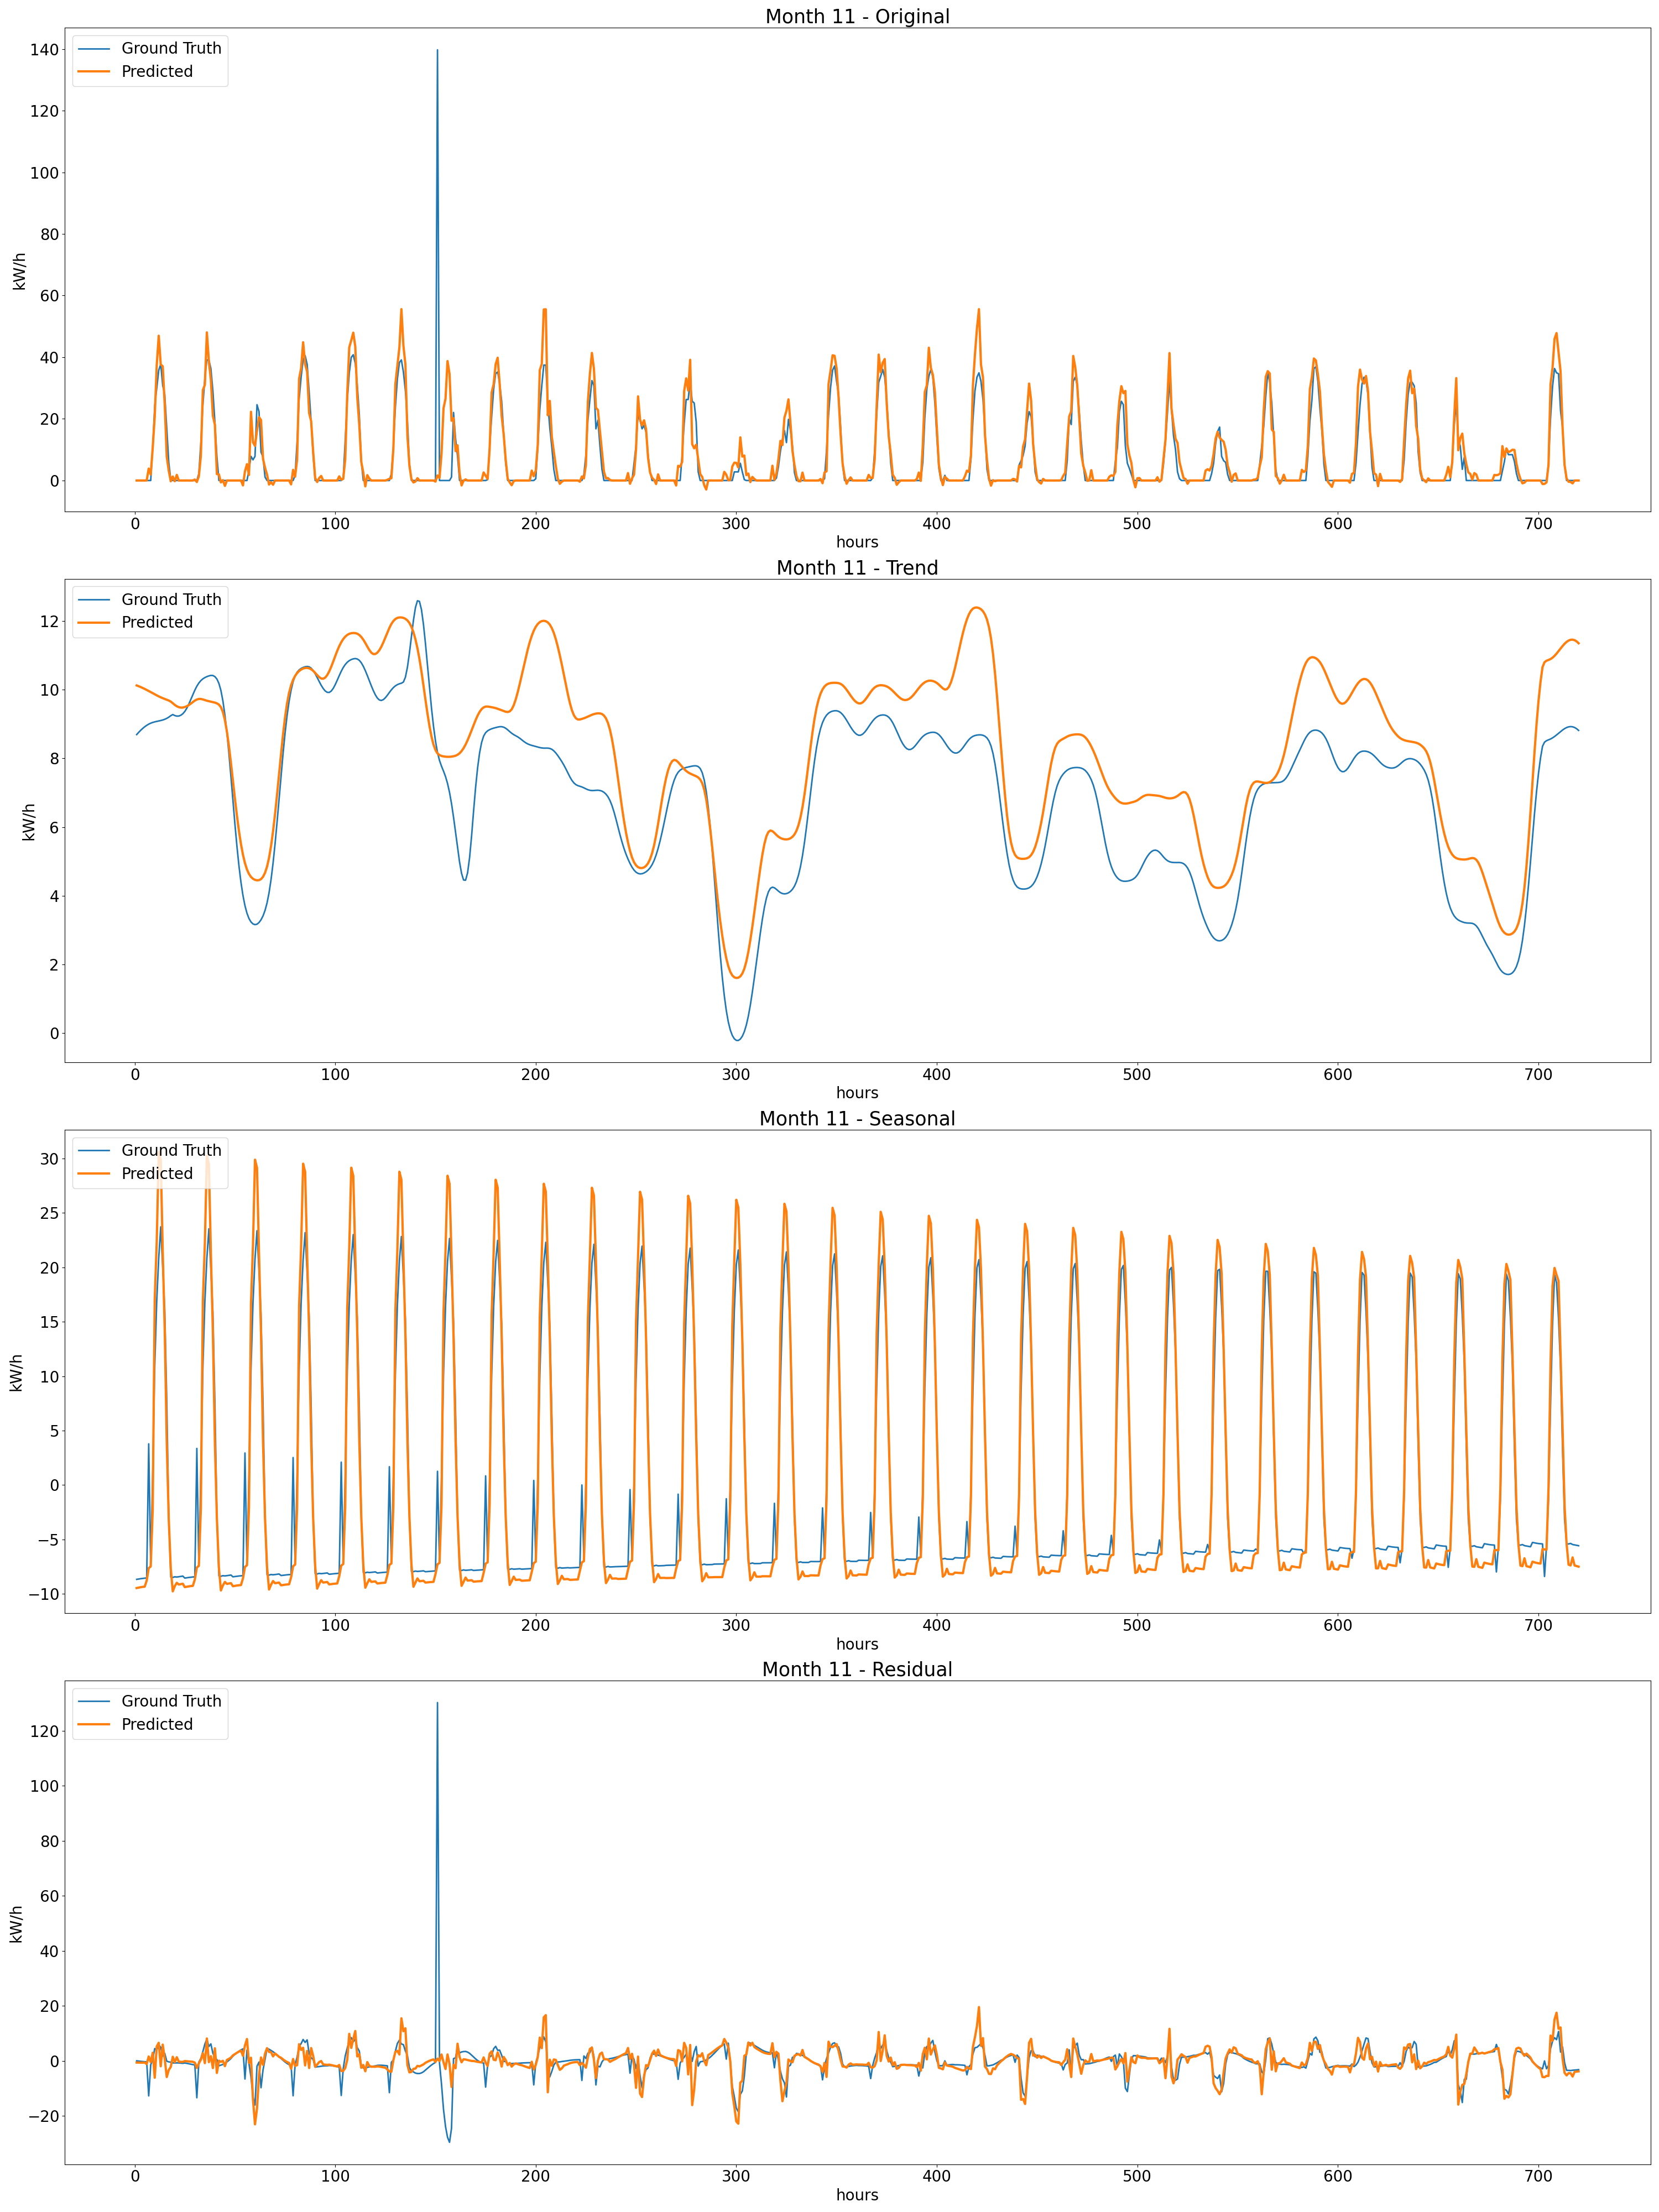 Month 11 - Original
Ground Truth
Predicted
140
120
100
80
60
40
20
0
kW/h
0 100 200 300 400 500 600 700
hours
Month 11 - Trend
Ground Truth
Predicted
12
10
8
6
4
2
0
kW/h
0 100 200 300 400 500 600 700
hours
Month 11 - Seasonal
Ground Truth
Predicted
30
25
20
15
10
5
0
−5
−10
kW/h
0 100 200 300 400 500 600 700
hours
Month 11 - Residual
Ground Truth
Predicted
120
100
80
60
40
20
0
−20
kW/h
0 100 200 300 400 500 600 700
hours